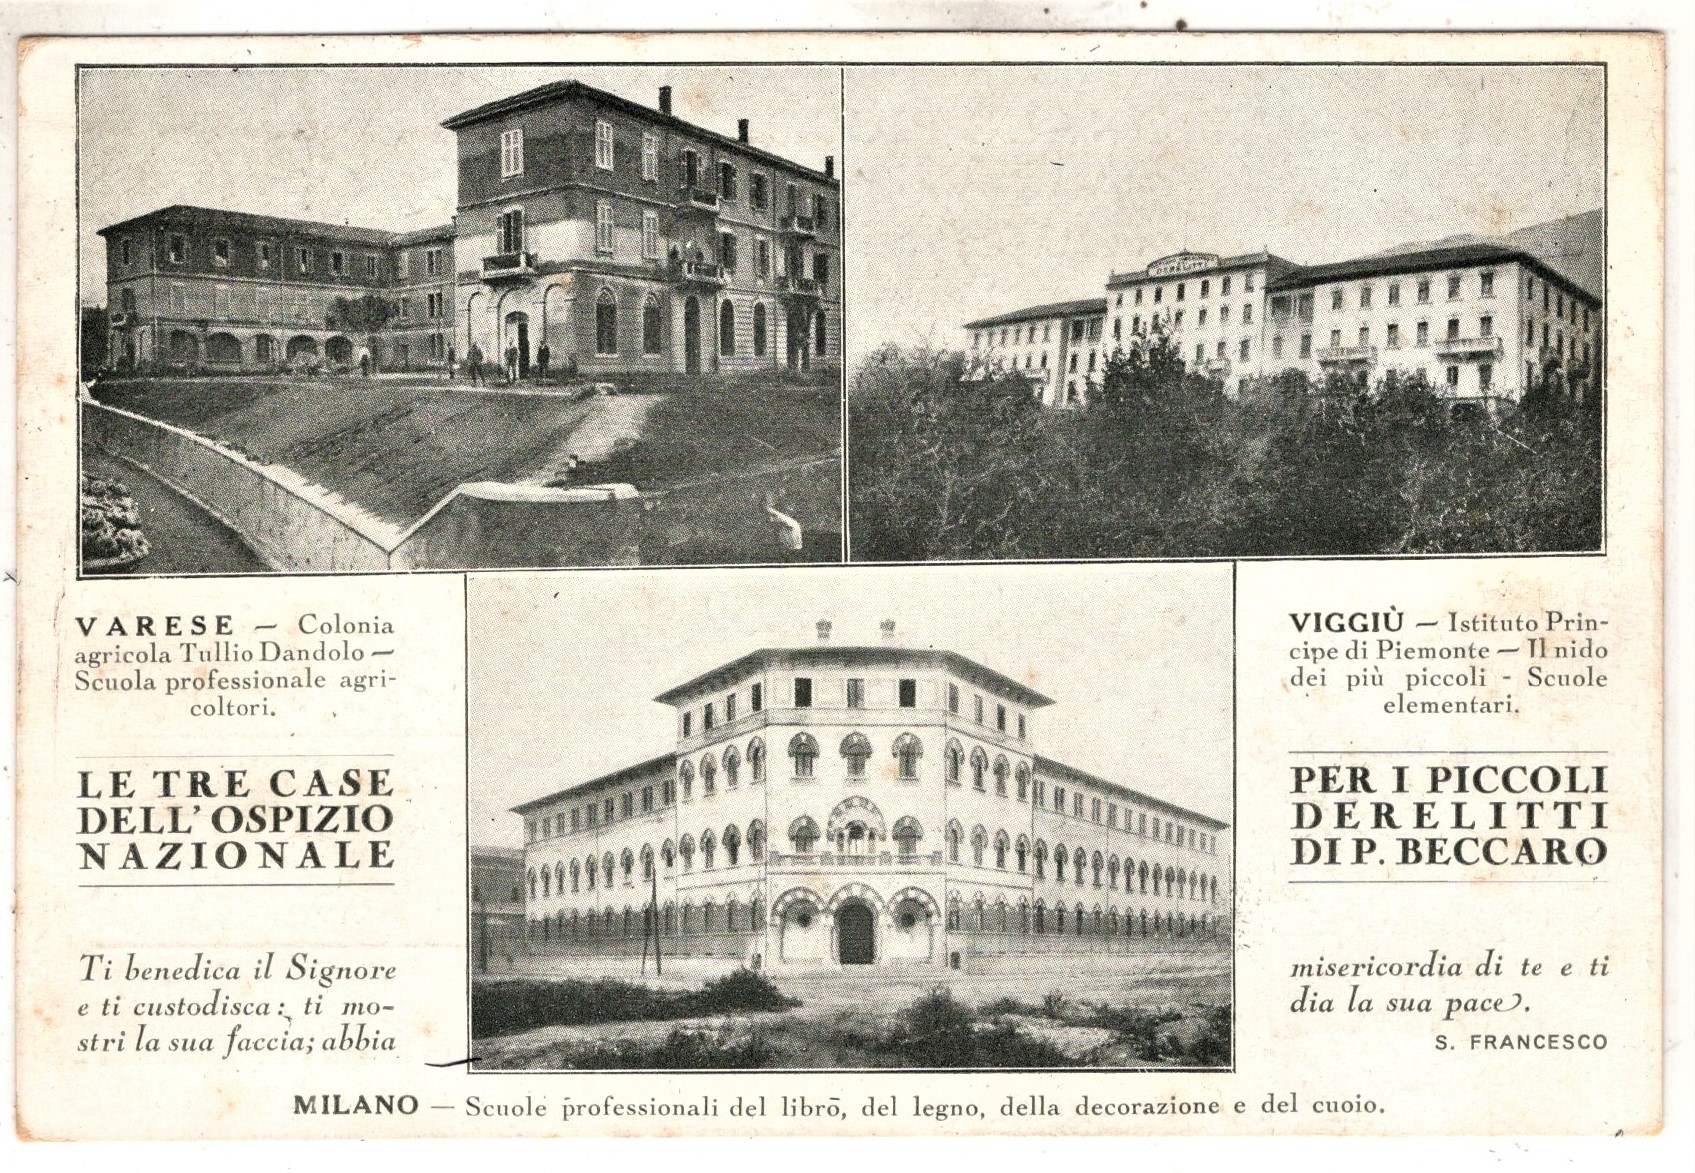 DERELITTI
VARESE — Colonia
agricola Tullio Dandolo —
Scuola professionale agri-
coltori.
VIGGIÙ — Istituto Prin-
cipe di Piemonte — Il nido
dei più piccoli - Scuole
elementari.
LE TRE CASE
DELL'OSPIZIO
NAZIONALE
PER I PICCOLI
DERELITTI
DI P. BECCARO
Ti benedica il Signore
e ti custodisca: ti mo-
stri la sua faccia; abbia
misericordia di te e ti
dia la sua pace.
S. FRANCESCO
MILANO — Scuole professionali del libro, del legno, della decorazione e del cuoio.